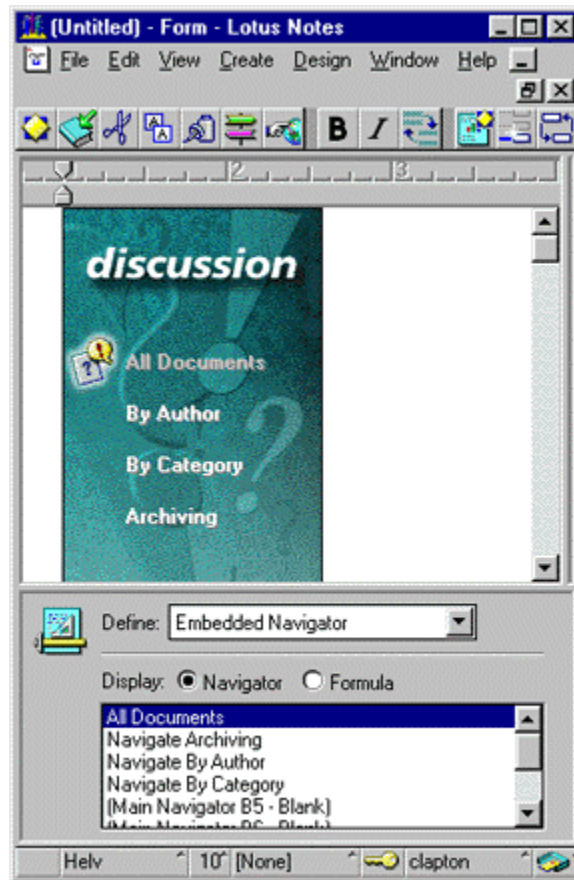 (Untitled) - Form - Lotus Notes
File Edit View Create Design Window Help
B I
2 3
discussion
All Documents
By Author
By Category
Archiving
Define: Embedded Navigator
Display: Navigator Formula
All Documents
Navigate Archiving
Navigate By Author
Navigate By Category
(Main Navigator B5 - Blank)
Helv 10 [None] clapton